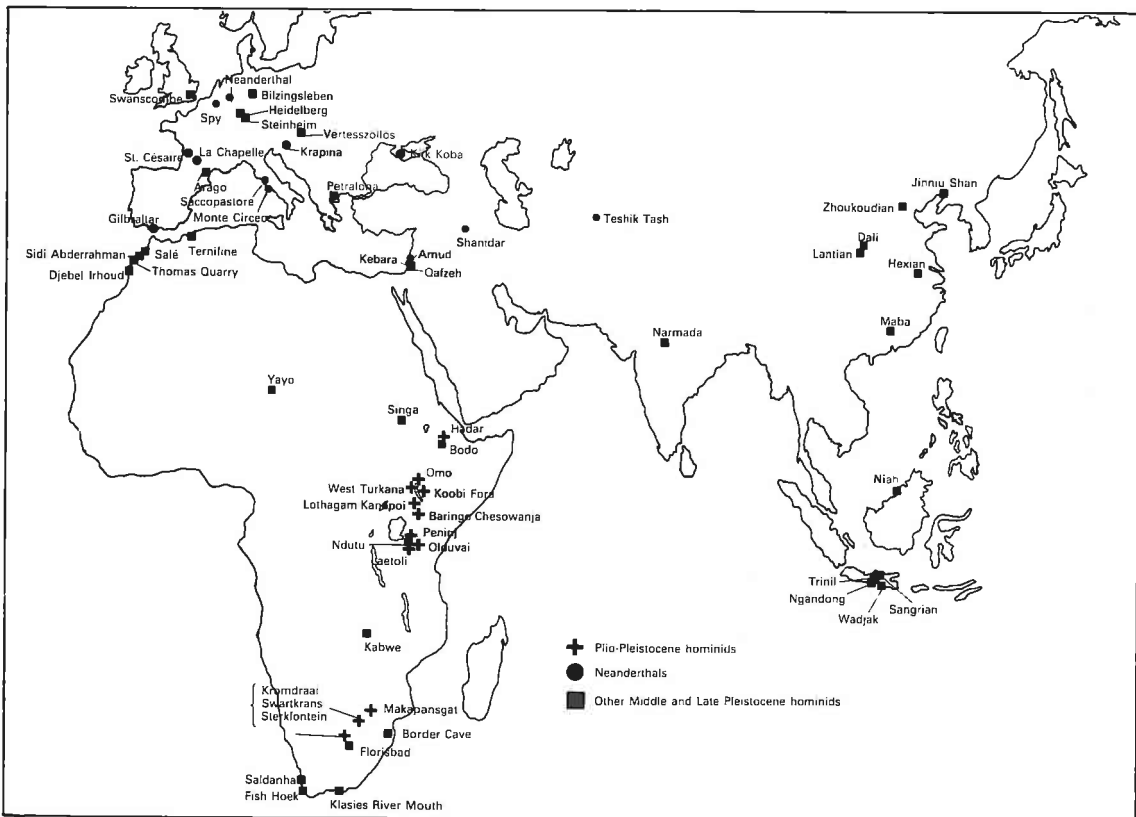 Neanderthal
Swanscombe
Bilzingsleben
Spy
Heidelberg
Steinheim
Vertesszollos
St. Césaire
La Chapelle
Krapina
Kiik Koba
Arago
Saccopastore
Petralona
Monte Circeo
Gilbraltar
Ternifine
Sidi Abderrahman
Salé
Thomas Quarry
Djebel Irhoud
Teshik Tash
Shanidar
Kebara
Amud
Qafzeh
Jinniu Shan
Zhoukoudian
Dali
Lantian
Hexian
Maba
Narmada
Yayo
Singa
Hadar
Bodo
Omo
West Turkana
Koobi Fora
Lothagam Kanapoi
Baringo Chesowanja
Peninj
Ndutu
Olduvai
Laetoli
Niah
Trinil
Ngandong
Wadjak
Sangrian
Kabwe
Plio-Pleistocene hominids
Neanderthals
Other Middle and Late Pleistocene hominids
Kromdraai
Swartkrans
Sterkfontein
Makapansgat
Border Cave
Florisbad
Saldanha
Fish Hoek
Klasies River Mouth